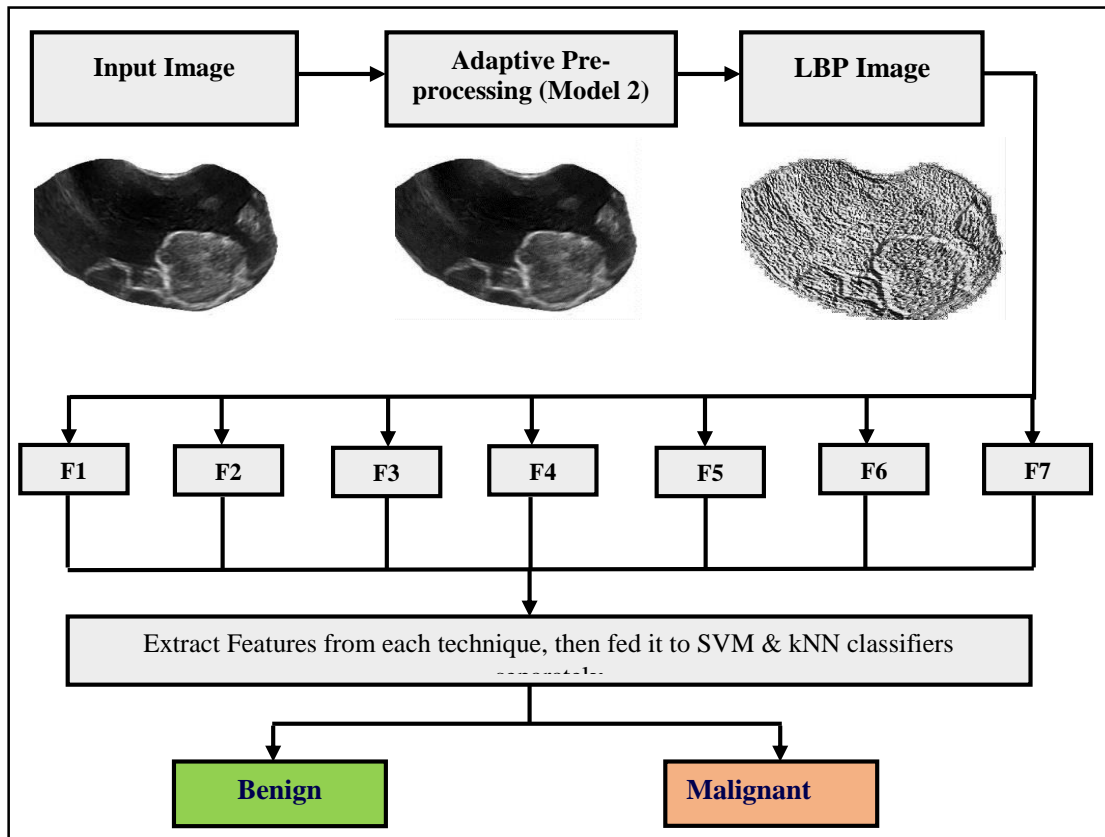 Input Image
Adaptive Pre-
processing (Model 2)
LBP Image
F1
F2
F3
F4
F5
F6
F7
Extract Features from each technique, then fed it to SVM & kNN classifiers
separately
Benign
Malignant